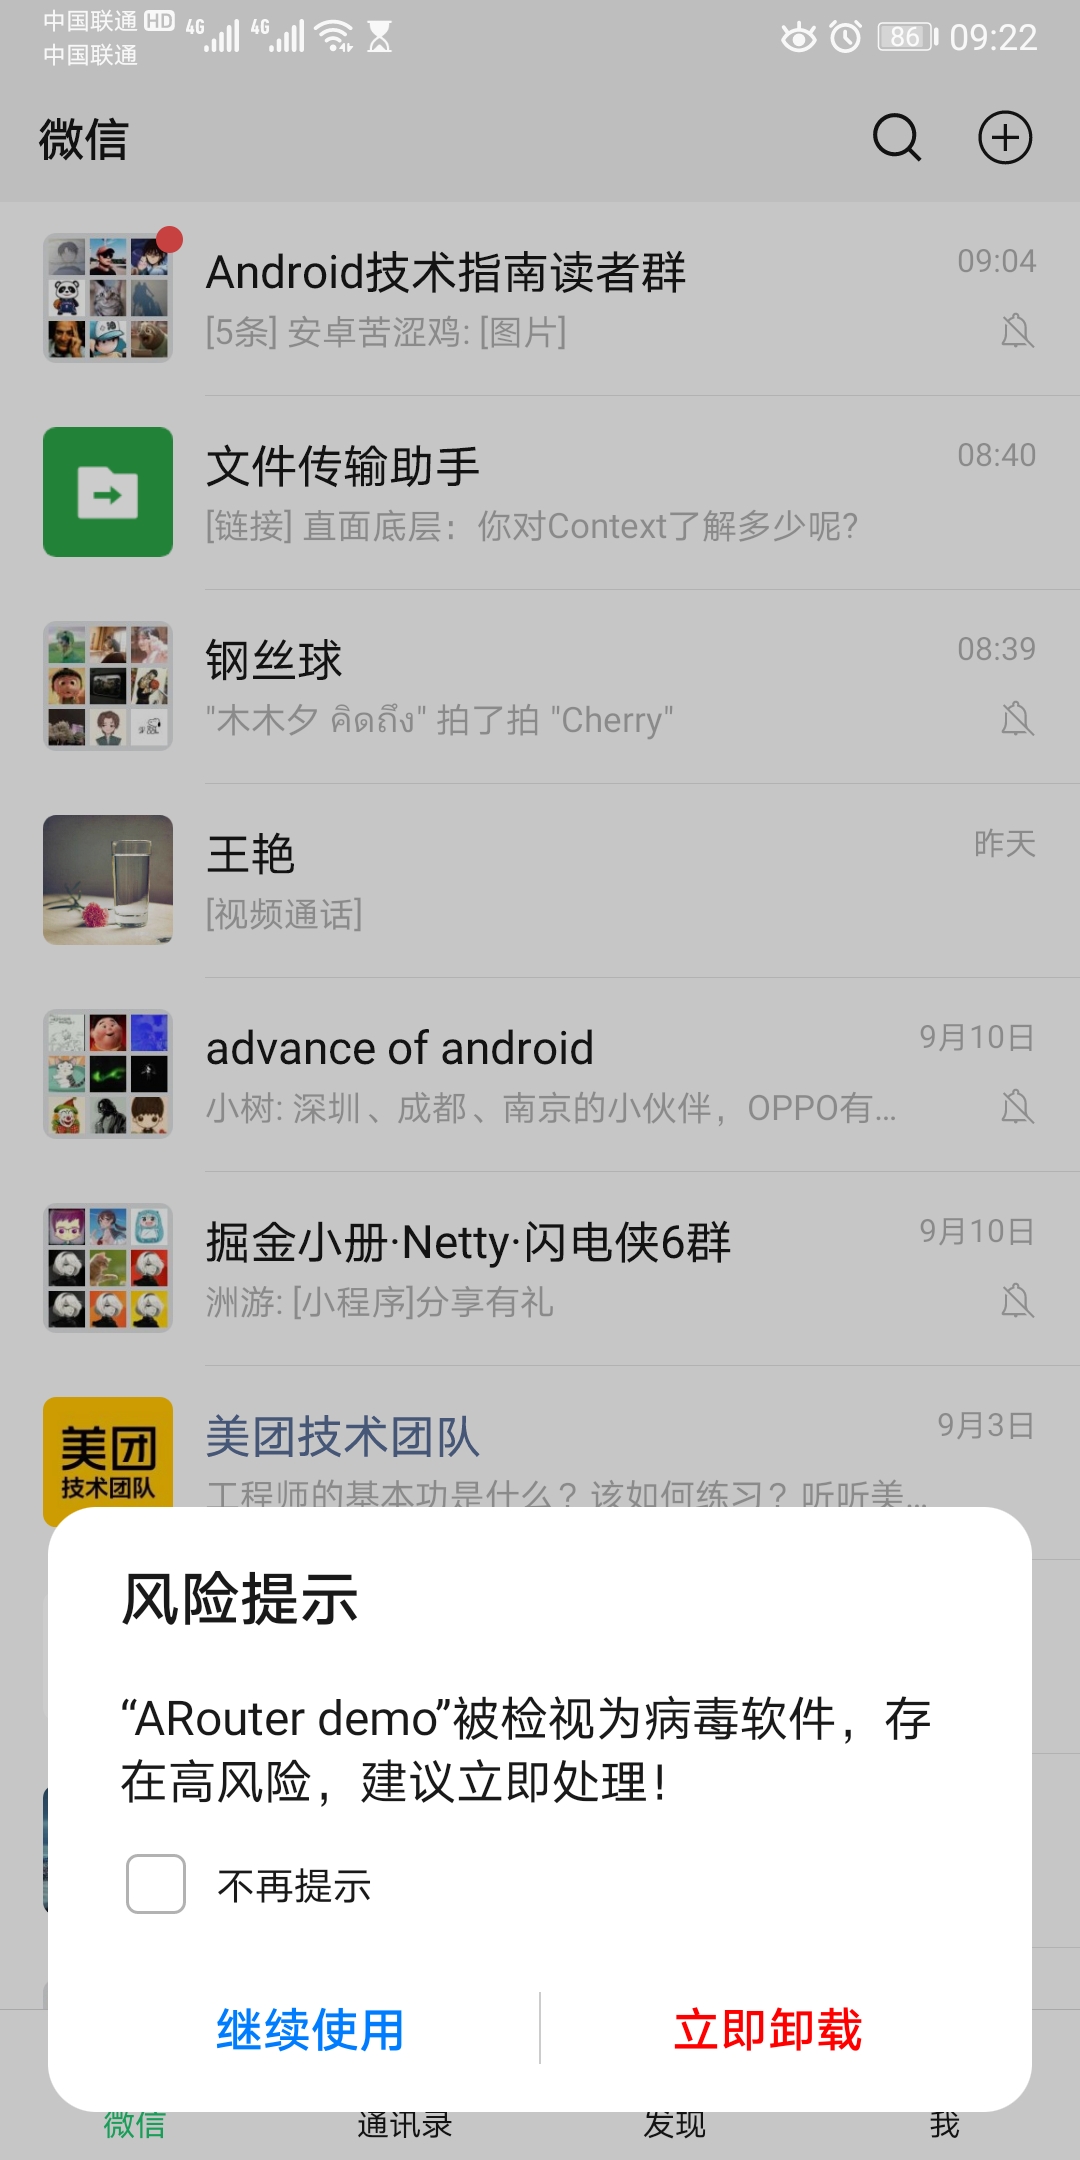 中国联通 HD 4G 4G 86 09:22
中国联通
微信
Android技术指南读者群 09:04
[5条] 安卓苦涩鸡: [图片]
文件传输助手 08:40
[链接] 直面底层：你对Context了解多少呢?
钢丝球 08:39
"木木夕 คิดถึง" 拍了拍 "Cherry"
王艳 昨天
[视频通话]
advance of android 9月10日
小树: 深圳、成都、南京的小伙伴，OPPO有...
掘金小册·Netty·闪电侠6群 9月10日
洲游: [小程序]分享有礼
美团
技术团队
美团技术团队 9月3日
工程师的基本功是什么？该如何练习？听听美...
风险提示
“ARouter demo”被检视为病毒软件，存
在高风险，建议立即处理！
不再提示
继续使用 立即卸载
微信 通讯录 发现 我